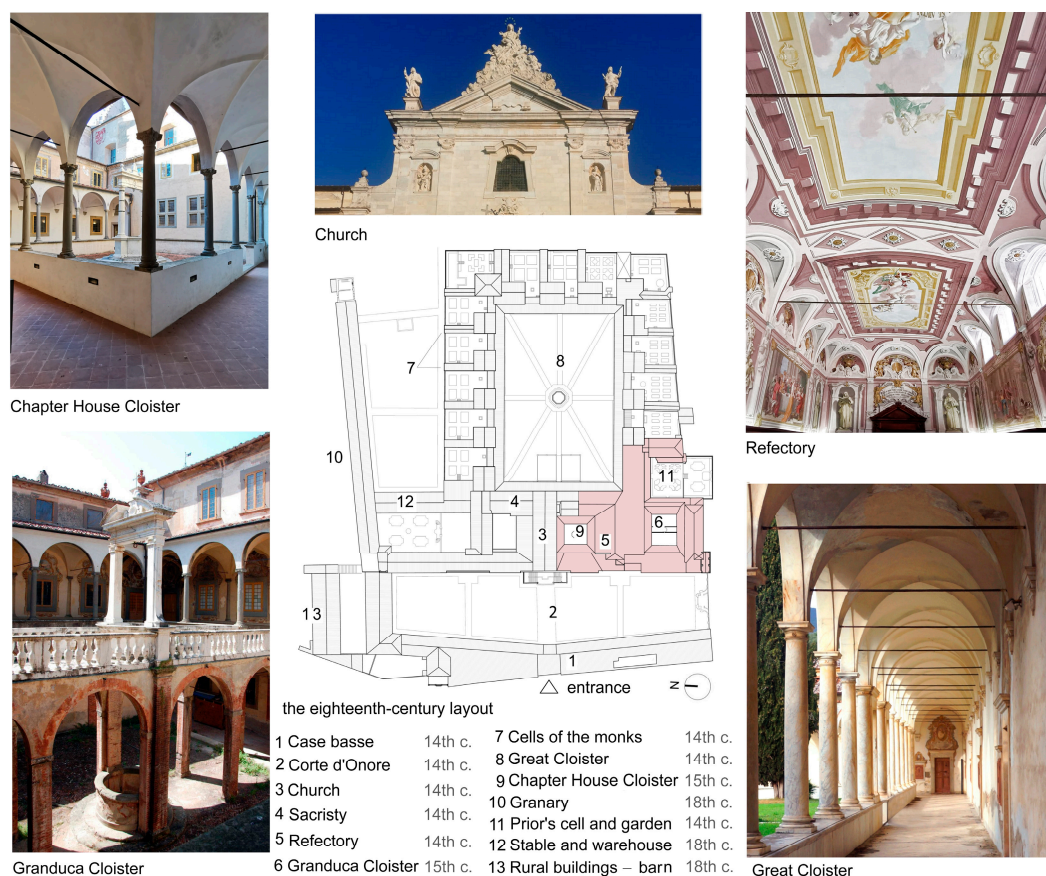 Church
Chapter House Cloister
Refectory
7
8
10
11
12
4
3
9
5
6
13
2
1
entrance
N
the eighteenth-century layout
1 Case basse 14th c.
2 Corte d'Onore 14th c.
3 Church 14th c.
4 Sacristy 14th c.
5 Refectory 14th c.
6 Granduca Cloister 15th c.
7 Cells of the monks 14th c.
8 Great Cloister 14th c.
9 Chapter House Cloister 15th c.
10 Granary 18th c.
11 Prior's cell and garden 14th c.
12 Stable and warehouse 18th c.
13 Rural buildings – barn 18th c.
Granduca Cloister
Great Cloister